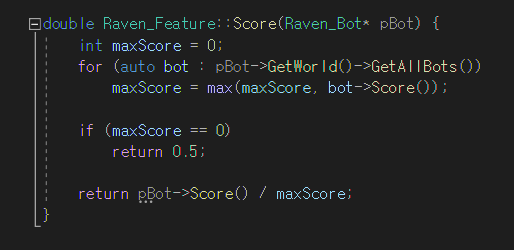 double Raven_Feature::Score(Raven_Bot* pBot) {
    int maxScore = 0;
    for (auto bot : pBot->GetWorld()->GetAllBots())
        maxScore = max(maxScore, bot->Score());

    if (maxScore == 0)
        return 0.5;

    return pBot->Score() / maxScore;
}